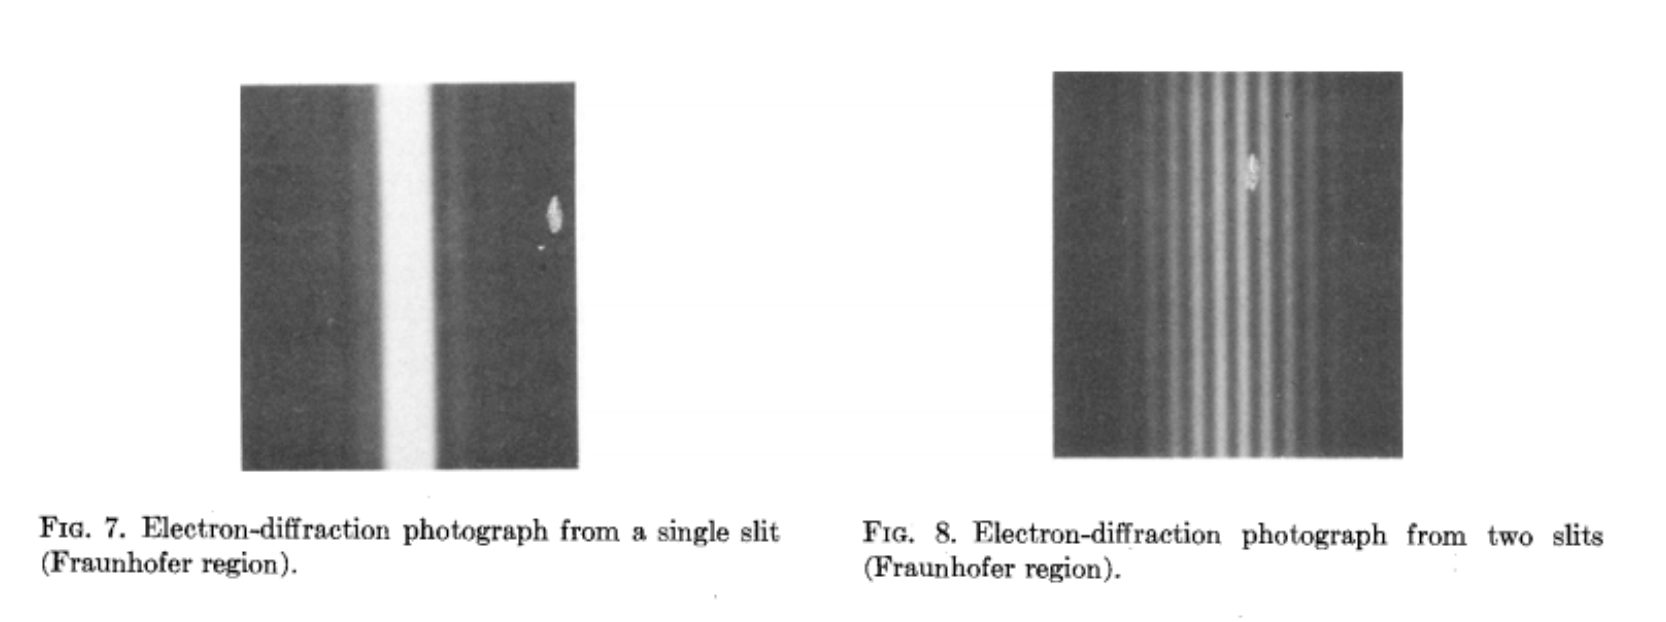 FIG. 7. Electron-diffraction photograph from a single slit
(Fraunhofer region).
FIG. 8. Electron-diffraction photograph from two slits
(Fraunhofer region).